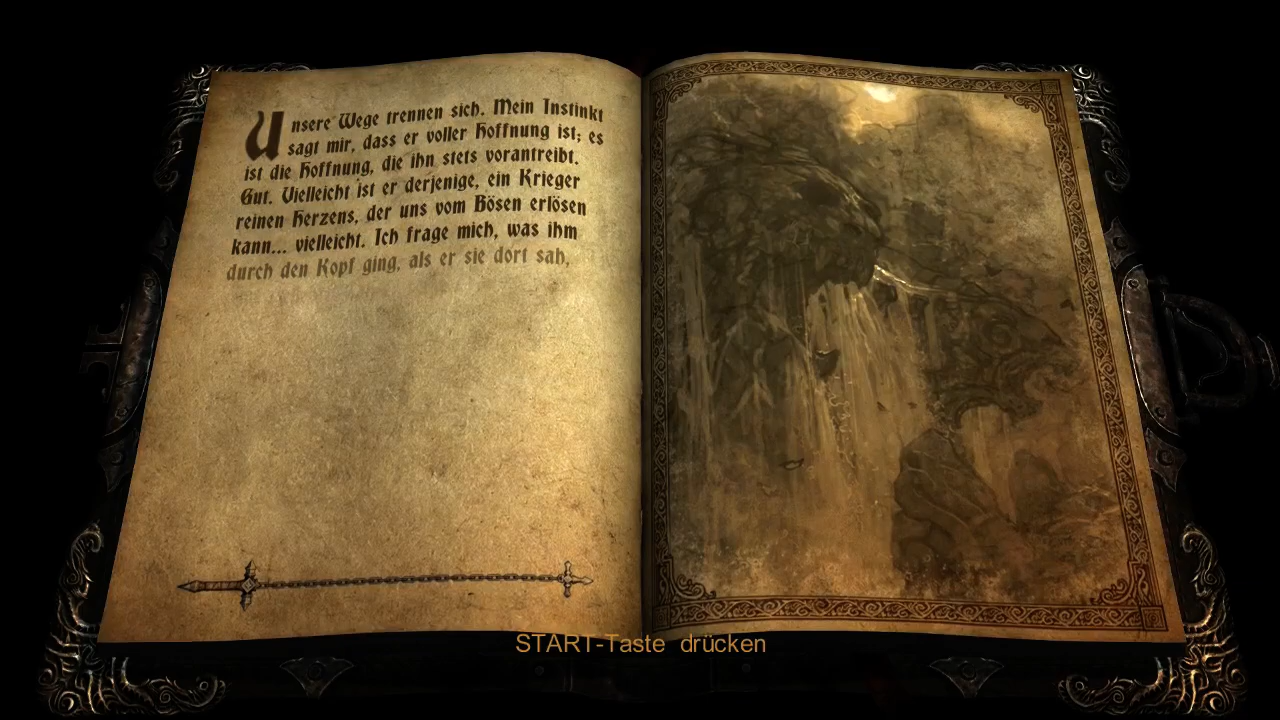 Unsere Wege trennen sich. Mein Instinkt
sagt mir, dass er voller Hoffnung ist; es
ist die Hoffnung, die ihn stets vorantreibt.
Gut. Vielleicht ist er derjenige, ein Krieger
reinen Herzens, der uns vom Bösen erlösen
kann... vielleicht. Ich frage mich, was ihm
durch den Kopf ging, als er sie dort sah,
START-Taste drücken